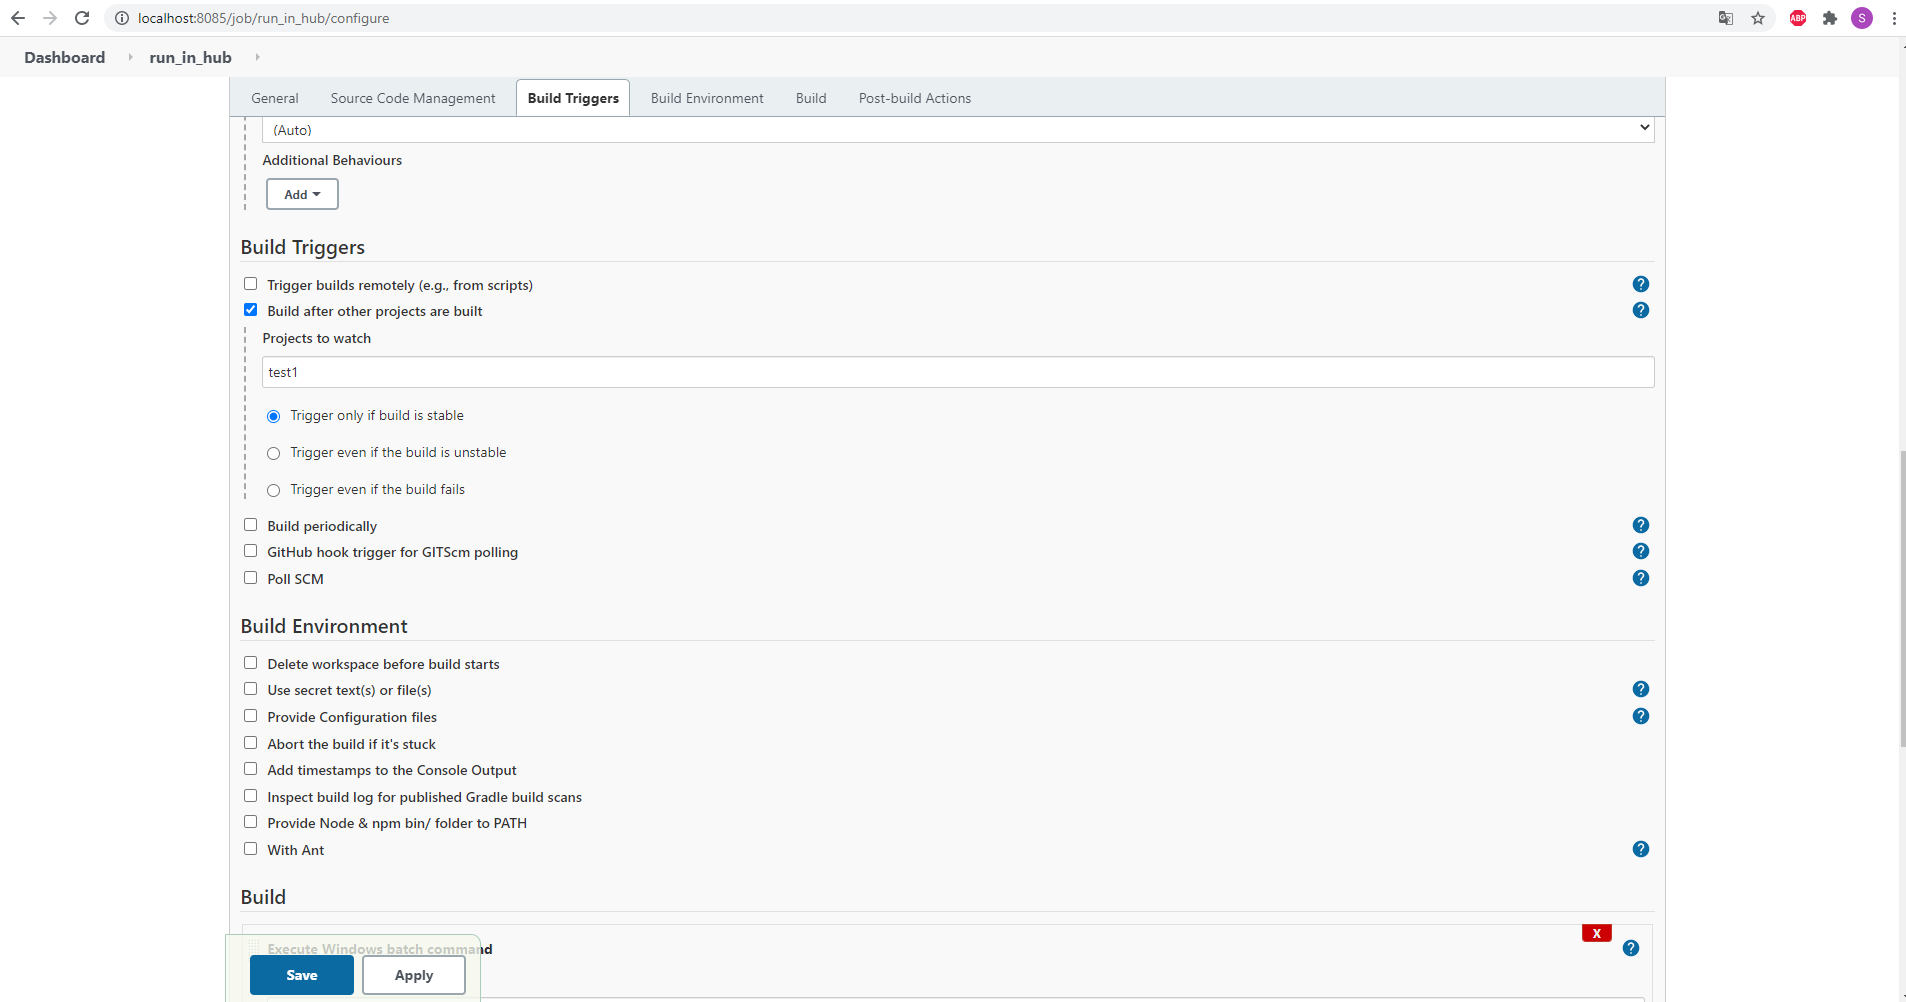 localhost:8085/job/run_in_hub/configure
ABP
S
Dashboard run_in_hub
General Source Code Management Build Triggers Build Environment Build Post-build Actions
(Auto)
Additional Behaviours
Add
Build Triggers
Trigger builds remotely (e.g., from scripts) ?
Build after other projects are built ?
Projects to watch
test1
Trigger only if build is stable
Trigger even if the build is unstable
Trigger even if the build fails
Build periodically ?
GitHub hook trigger for GITScm polling ?
Poll SCM ?
Build Environment
Delete workspace before build starts
Use secret text(s) or file(s) ?
Provide Configuration files ?
Abort the build if it's stuck
Add timestamps to the Console Output
Inspect build log for published Gradle build scans
Provide Node & npm bin/ folder to PATH
With Ant ?
Build
X
Execute Windows batch command ?
Save Apply